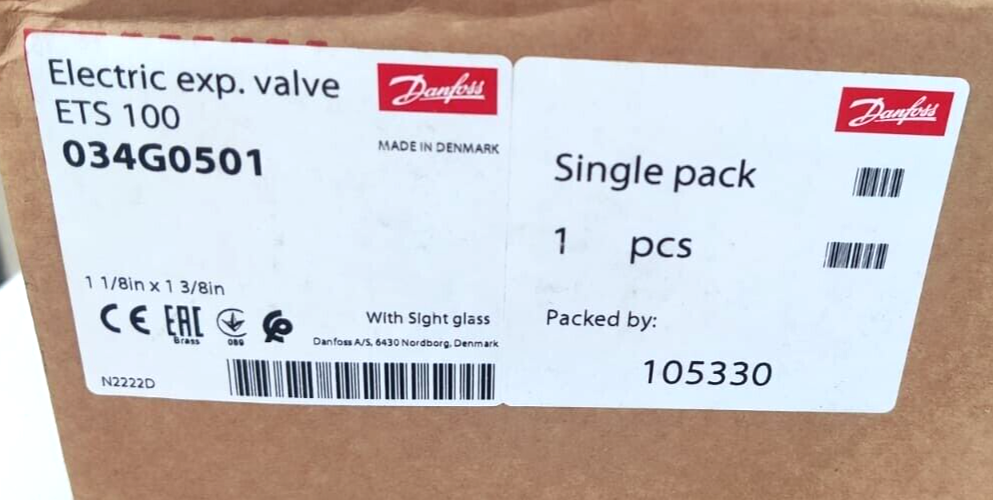 Electric exp. valve
ETS 100
034G0501
Danfoss
MADE IN DENMARK
1 1/8in x 1 3/8in
CE EAC
Brass
089
With Sight glass
Danfoss A/S, 6430 Nordborg, Denmark
N2222D
Danfoss
Single pack
1 pcs
Packed by:
105330